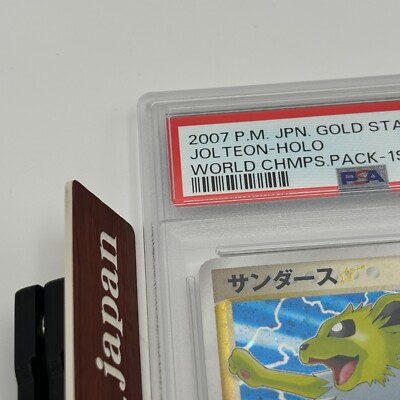 2007 P.M. JPN. GOLD STA
JOLTEON-HOLO
WORLD CHMPS.PACK-1S
PSA
サンダース☆
japan